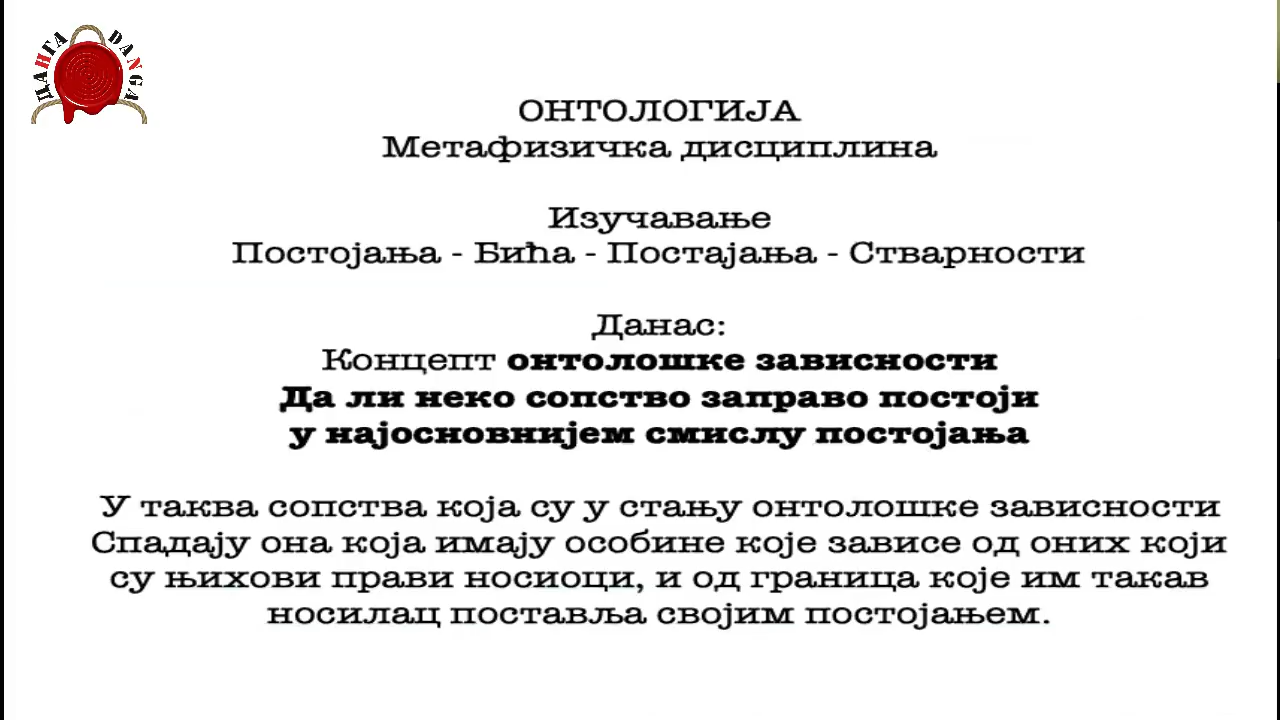 ДАНГА DANGA
ОНТОЛОГИЈА
Метафизичка дисциплина
Изучавање
Постојања - Бића - Постајања - Стварности
Данас:
Концепт онтолошке зависности
Да ли неко сопство заправо постоји
у најосновнијем смислу постојања
У таква сопства која су у стању онтолошке зависности
Спадају она која имају особине које зависе од оних који
су њихови прави носиоци, и од граница које им такав
носилац поставља својим постојањем.